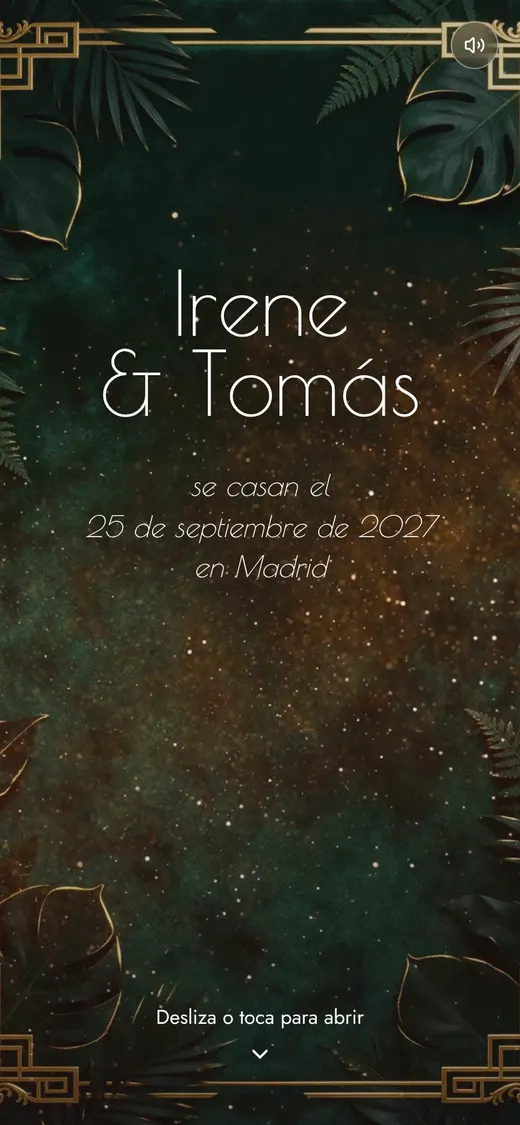 Irene
& Tomás
se casan el
25 de septiembre de 2027
en Madrid
Desliza o toca para abrir